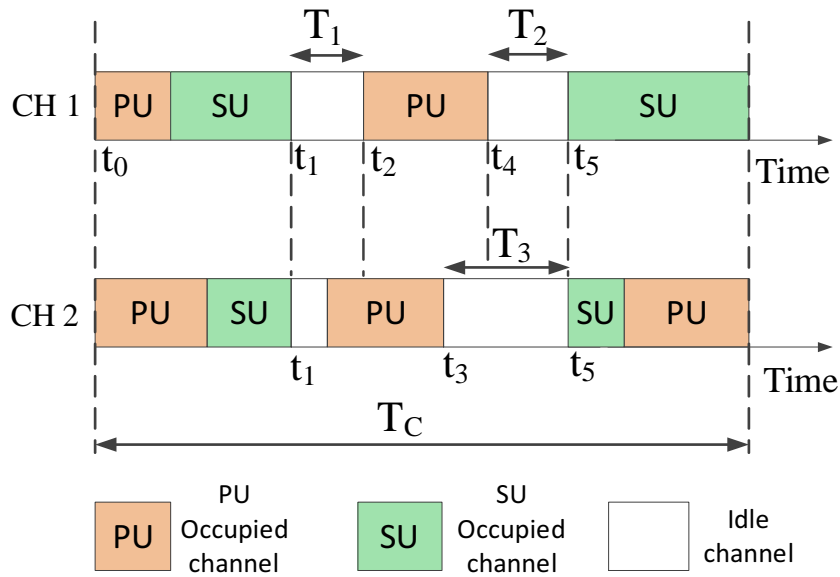 T₁ T₂
CH 1 PU SU PU SU
t₀ t₁ t₂ t₄ t₅ Time
T₃
CH 2 PU SU PU SU PU
t₁ t₃ t₅ Time
T_C
PU PU Occupied channel
SU SU Occupied channel
Idle channel